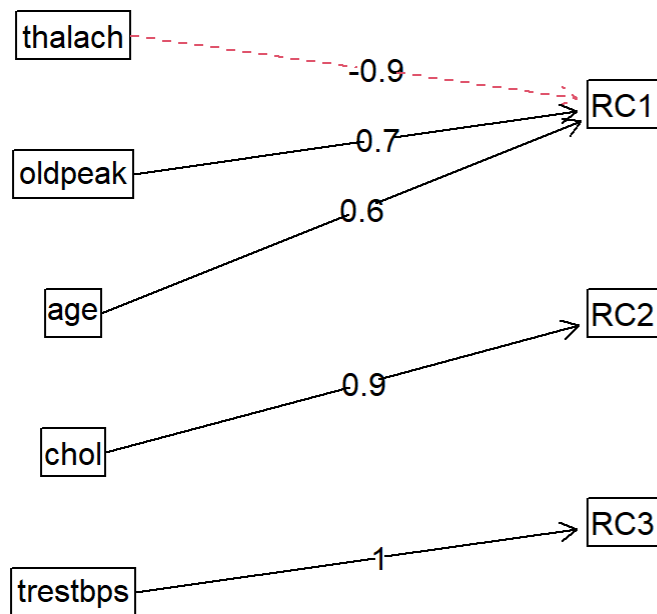 thalach
-0.9
RC1
oldpeak
0.7
0.6
age
RC2
0.9
chol
RC3
1
trestbps